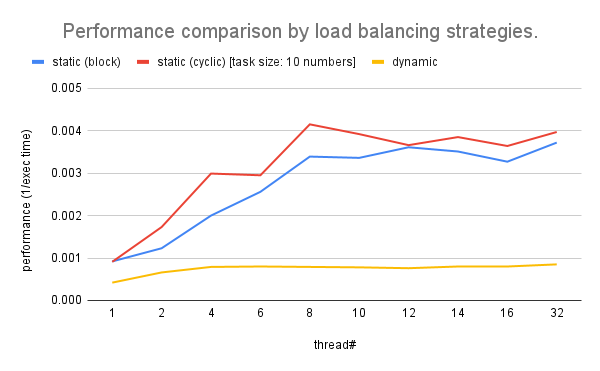 Performance comparison by load balancing strategies.
static (block) static (cyclic) [task size: 10 numbers] dynamic
0.005
0.004
0.003
0.002
0.001
0.000
performance (1/exec time)
1 2 4 6 8 10 12 14 16 32
thread#